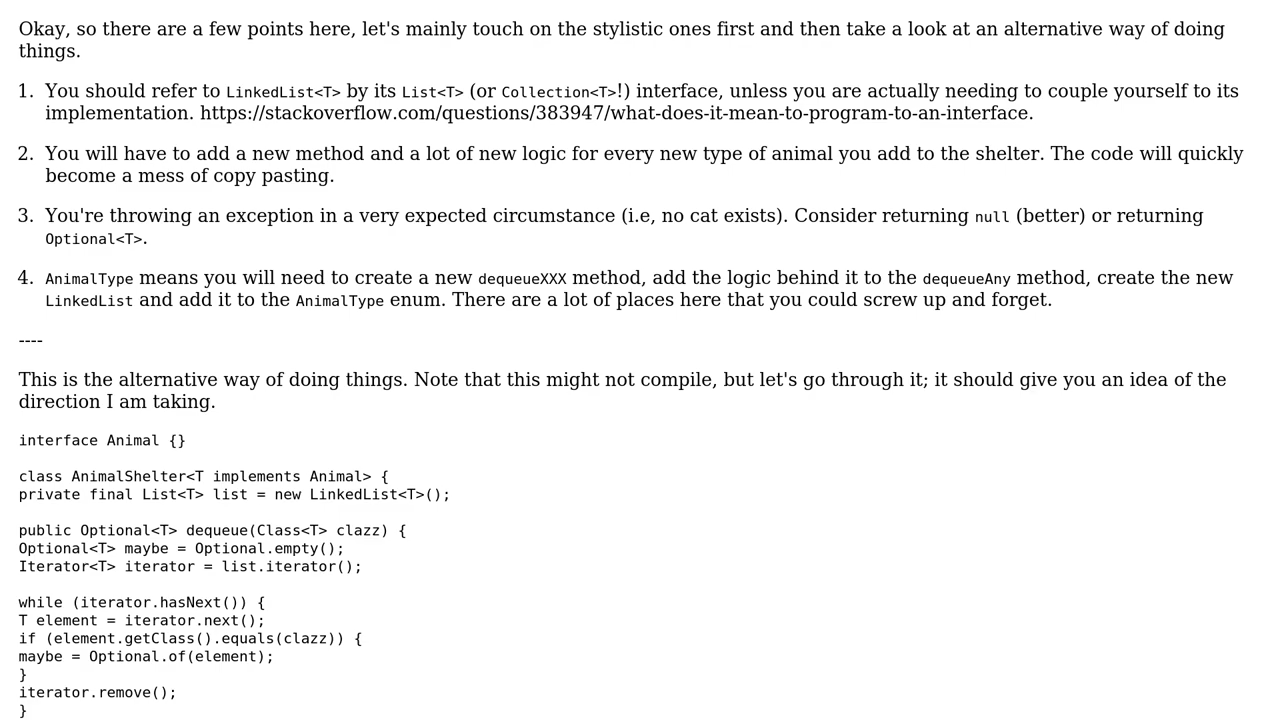 Okay, so there are a few points here, let's mainly touch on the stylistic ones first and then take a look at an alternative way of doing
things.
1. You should refer to LinkedList<T> by its List<T> (or Collection<T>!) interface, unless you are actually needing to couple yourself to its
implementation. https://stackoverflow.com/questions/383947/what-does-it-mean-to-program-to-an-interface.
2. You will have to add a new method and a lot of new logic for every new type of animal you add to the shelter. The code will quickly
become a mess of copy pasting.
3. You're throwing an exception in a very expected circumstance (i.e, no cat exists). Consider returning null (better) or returning
Optional<T>.
4. AnimalType means you will need to create a new dequeueXXX method, add the logic behind it to the dequeueAny method, create the new
LinkedList and add it to the AnimalType enum. There are a lot of places here that you could screw up and forget.
----
This is the alternative way of doing things. Note that this might not compile, but let's go through it; it should give you an idea of the
direction I am taking.
interface Animal {}
class AnimalShelter<T implements Animal> {
private final List<T> list = new LinkedList<T>();
public Optional<T> dequeue(Class<T> clazz) {
Optional<T> maybe = Optional.empty();
Iterator<T> iterator = list.iterator();
while (iterator.hasNext()) {
T element = iterator.next();
if (element.getClass().equals(clazz)) {
maybe = Optional.of(element);
}
iterator.remove();
}